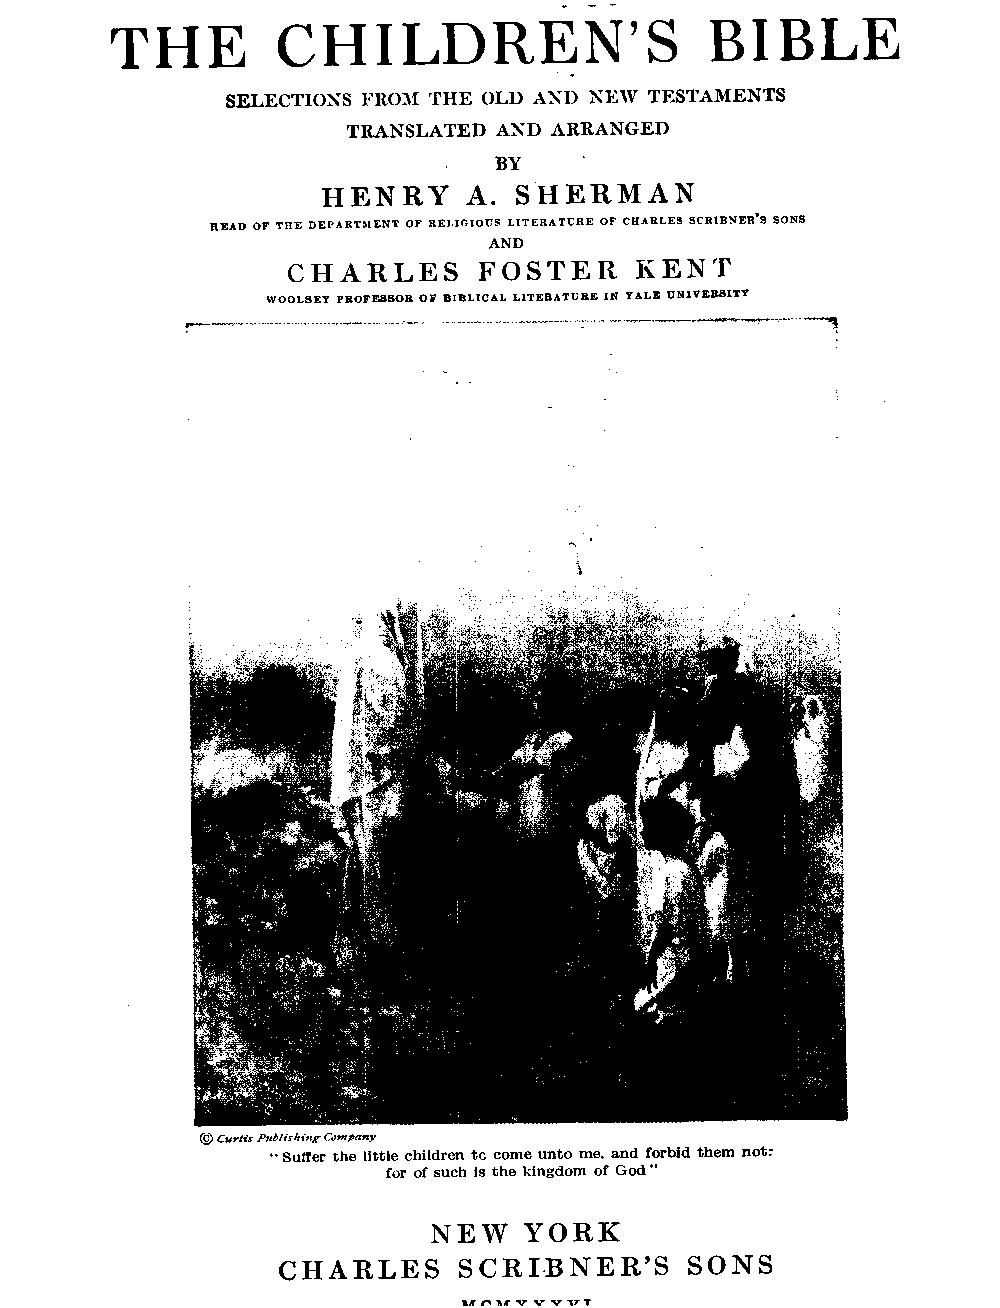 THE CHILDREN'S BIBLE
SELECTIONS FROM THE OLD AND NEW TESTAMENTS
TRANSLATED AND ARRANGED
BY
HENRY A. SHERMAN
HEAD OF THE DEPARTMENT OF RELIGIOUS LITERATURE OF CHARLES SCRIBNER'S SONS
AND
CHARLES FOSTER KENT
WOOLSEY PROFESSOR OF BIBLICAL LITERATURE IN YALE UNIVERSITY
© Curtis Publishing Company
"Suffer the little children to come unto me, and forbid them not:
for of such is the kingdom of God"
NEW YORK
CHARLES SCRIBNER'S SONS